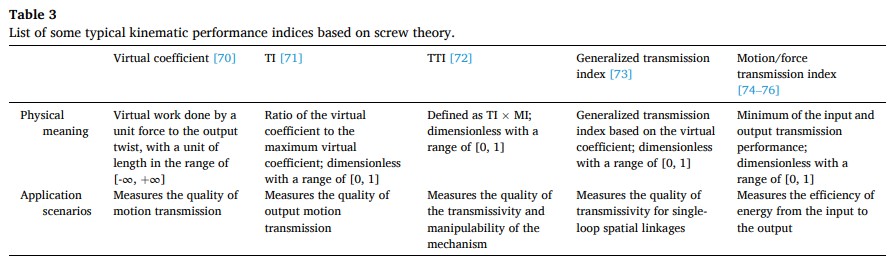 Table 3
List of some typical kinematic performance indices based on screw theory.
Virtual coefficient [70] TI [71] TTI [72] Generalized transmission index [73] Motion/force transmission index [74–76]
Physical meaning
Virtual work done by a
unit force to the output
twist, with a unit of
length in the range of
[-∞, +∞]
Ratio of the virtual
coefficient to the
maximum virtual
coefficient; dimensionless
with a range of [0, 1]
Defined as TI × MI;
dimensionless with a
range of [0, 1]
Generalized transmission
index based on the virtual
coefficient; dimensionless
with a range of [0, 1]
Minimum of the input and
output transmission
performance;
dimensionless with a
range of [0, 1]
Application scenarios
Measures the quality of
motion transmission
Measures the quality of
output motion
transmission
Measures the quality of
the transmissivity and
manipulability of the
mechanism
Measures the quality of
transmissivity for single-
loop spatial linkages
Measures the efficiency of
energy from the input to
the output